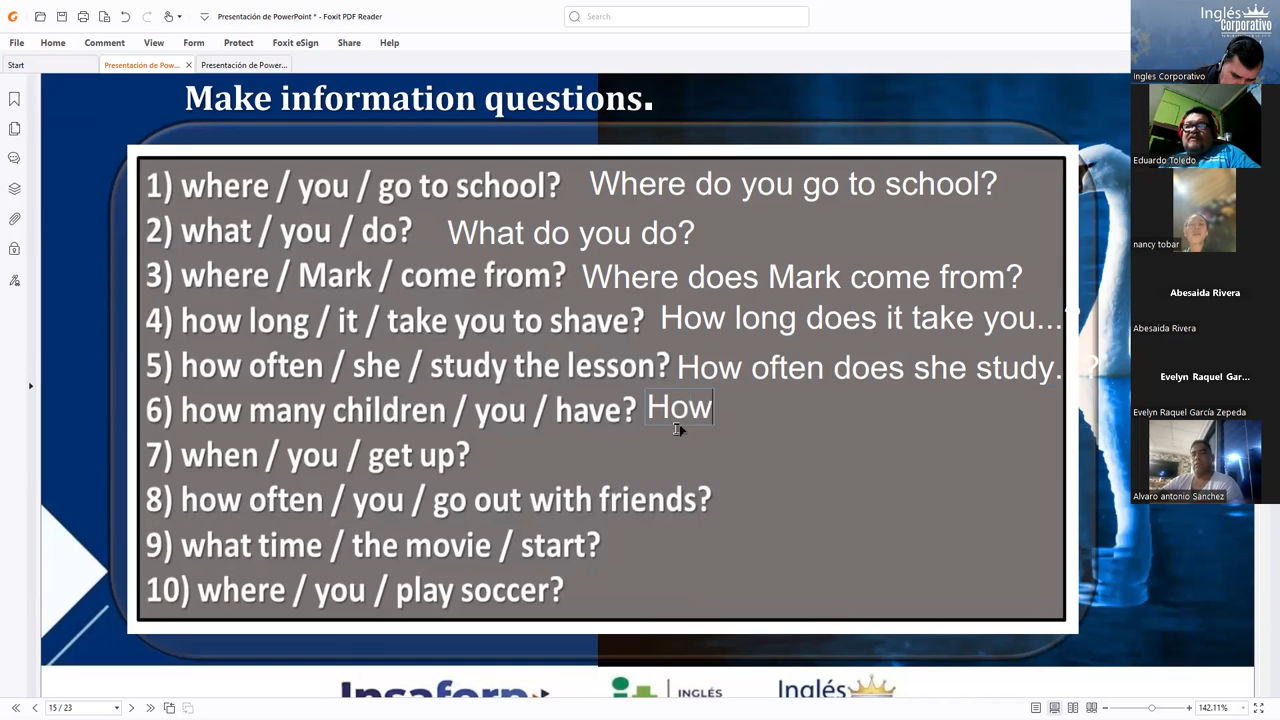 Presentación de PowerPoint * - Foxit PDF Reader
Search
File Home Comment View Form Protect Foxit eSign Share Help
Start Presentación de Pow... Presentación de Power...
Make information questions.
1) where / you / go to school? Where do you go to school?
2) what / you / do? What do you do?
3) where / Mark / come from? Where does Mark come from?
4) how long / it / take you to shave? How long does it take you...
5) how often / she / study the lesson? How often does she study. ?
6) how many children / you / have? How
7) when / you / get up?
8) how often / you / go out with friends?
9) what time / the movie / start?
10) where / you / play soccer?
INGLÉS
Inglés
15 / 23
142.11%
Inglés
Corporativo
Ingles Corporativo
Eduardo Toledo
nancy tobar
Abesaida Rivera
Abesaida Rivera
Evelyn Raquel Gar...
Evelyn Raquel García Zepeda
Alvaro antonio Sanchez